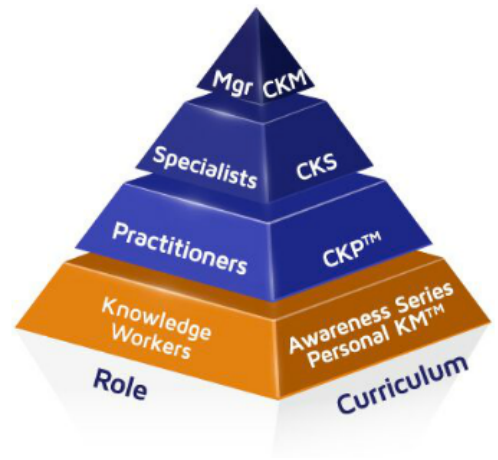 Mgr CKM
Specialists CKS
Practitioners CKP™
Knowledge
Workers
Awareness Series
Personal KM™
Role
Curriculum